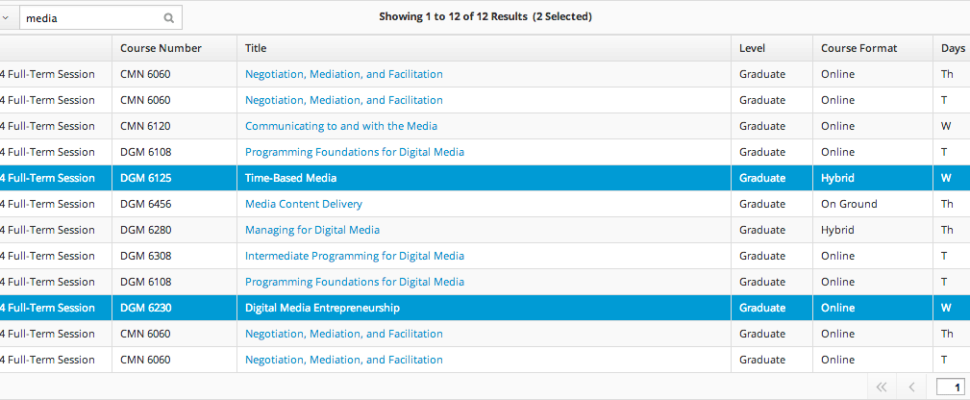 media Showing 1 to 12 of 12 Results (2 Selected)
Course Number Title Level Course Format Days
4 Full-Term Session CMN 6060 Negotiation, Mediation, and Facilitation Graduate Online Th
4 Full-Term Session CMN 6060 Negotiation, Mediation, and Facilitation Graduate Online T
4 Full-Term Session CMN 6120 Communicating to and with the Media Graduate Online W
4 Full-Term Session DGM 6108 Programming Foundations for Digital Media Graduate Online T
4 Full-Term Session DGM 6125 Time-Based Media Graduate Hybrid W
4 Full-Term Session DGM 6456 Media Content Delivery Graduate On Ground Th
4 Full-Term Session DGM 6280 Managing for Digital Media Graduate Hybrid Th
4 Full-Term Session DGM 6308 Intermediate Programming for Digital Media Graduate Online T
4 Full-Term Session DGM 6108 Programming Foundations for Digital Media Graduate Online T
4 Full-Term Session DGM 6230 Digital Media Entrepreneurship Graduate Online W
4 Full-Term Session CMN 6060 Negotiation, Mediation, and Facilitation Graduate Online Th
4 Full-Term Session CMN 6060 Negotiation, Mediation, and Facilitation Graduate Online T
1